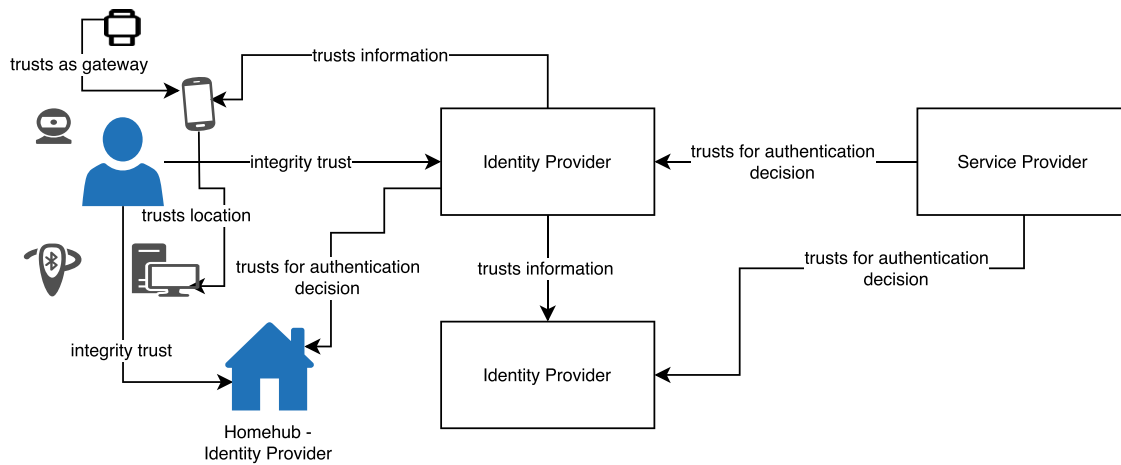 trusts information
trusts as gateway
integrity trust
Identity Provider
trusts for authentication
decision
Service Provider
trusts location
trusts for authentication
decision
trusts information
trusts for authentication
decision
integrity trust
Identity Provider
Homehub -
Identity Provider